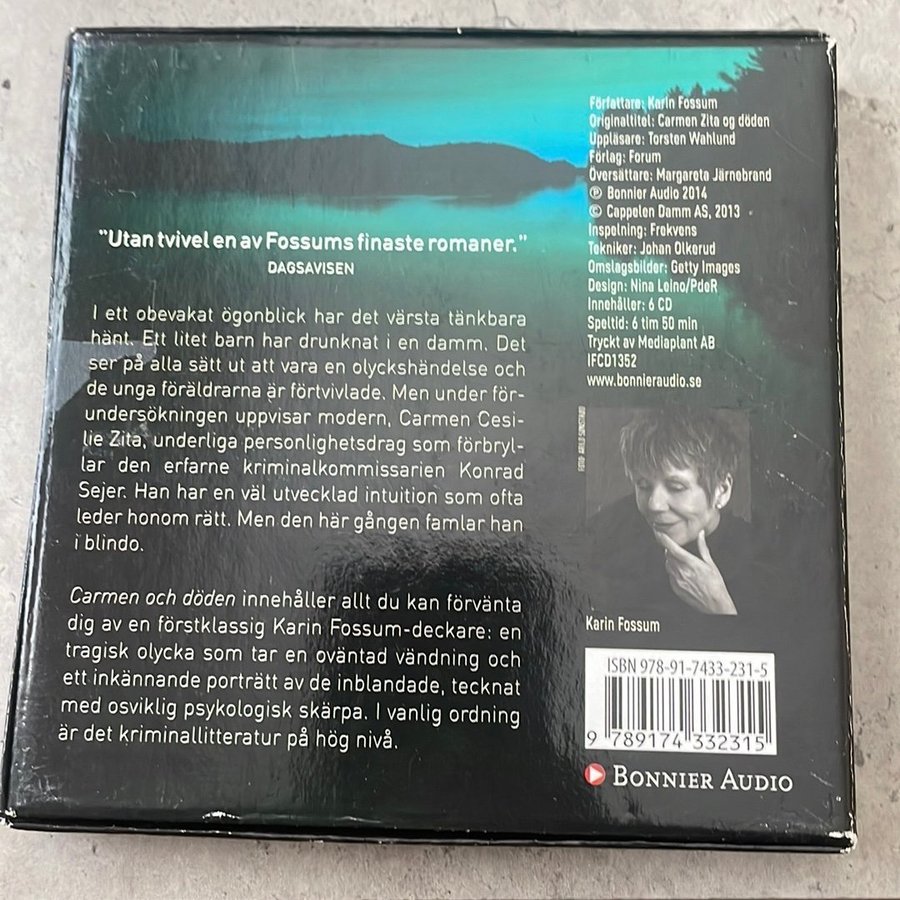 "Utan tvivel en av Fossums finaste romaner."
DAGSAVISEN
I ett obevakat ögonblick har det värsta tänkbara
hänt. Ett litet barn har drunknat i en damm. Det
ser på alla sätt ut att vara en olyckshändelse och
de unga föräldrarna är förtvivlade. Men under för-
undersökningen uppvisar modern, Carmen Cesi-
lie Zita, underliga personlighetsdrag som förbryl-
lar den erfarne kriminalkommissarien Konrad
Sejer. Han har en väl utvecklad intuition som ofta
leder honom rätt. Men den här gången famlar han
i blindo.
Carmen och döden innehåller allt du kan förvänta
dig av en förstklassig Karin Fossum-deckare: en
tragisk olycka som tar en oväntad vändning och
ett inkännande porträtt av de inblandade, tecknat
med osviklig psykologisk skärpa. I vanlig ordning
är det kriminallitteratur på hög nivå.
Författare: Karin Fossum
Originaltitel: Carmen Zita og döden
Uppläsare: Torsten Wahlund
Förlag: Forum
Översättare: Margareta Järnebrand
℗ Bonnier Audio 2014
© Cappelen Damm AS, 2013
Inspelning: Frekvens
Tekniker: Johan Olkerud
Omslagsbilder: Getty Images
Design: Nina Leino/PdeR
Innehåller: 6 CD
Speltid: 6 tim 50 min
Tryckt av Mediaplant AB
IFCD1352
www.bonnieraudio.se
FOTO: ARILD SØNSTRØD
Karin Fossum
ISBN 978-91-7433-231-5
9 789174 332315
BONNIER AUDIO